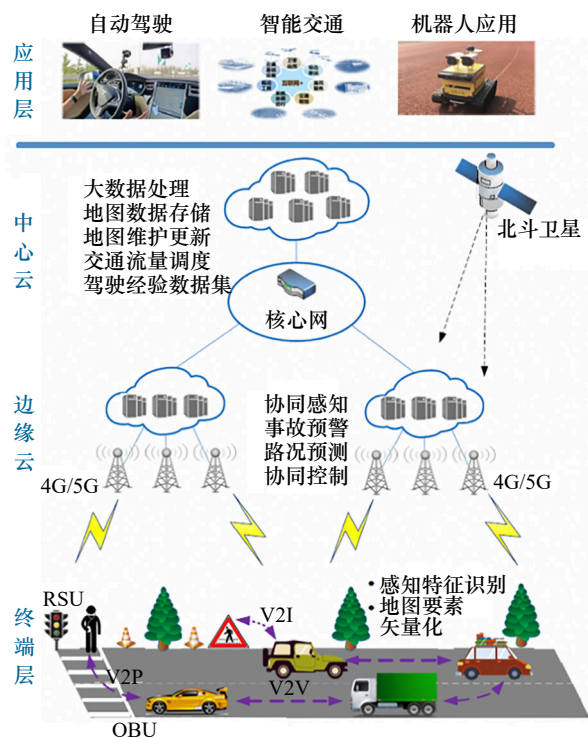 应用层
自动驾驶
智能交通
机器人应用
互联网+
中心云
大数据处理
地图数据存储
地图维护更新
交通流量调度
驾驶经验数据集
北斗卫星
核心网
边缘云
协同感知
事故预警
路况预测
协同控制
4G/5G
4G/5G
终端层
RSU
• 感知特征识别
• 地图要素
矢量化
V2I
V2P
V2V
OBU